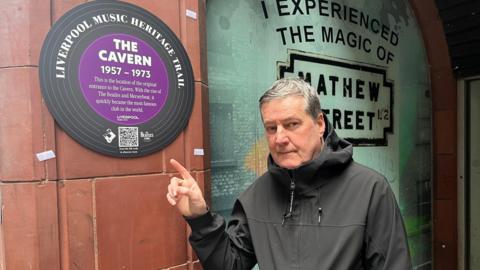 LIVERPOOL MUSIC HERITAGE TRAIL
THE CAVERN
1957 - 1973
This is the location of the original
entrance to the Cavern. With the rise of
The Beatles and Merseybeat, it
quickly became the most famous
club in the world.
LIVERPOOL
I EXPERIENCED
THE MAGIC OF
MATHEW
STREET L2